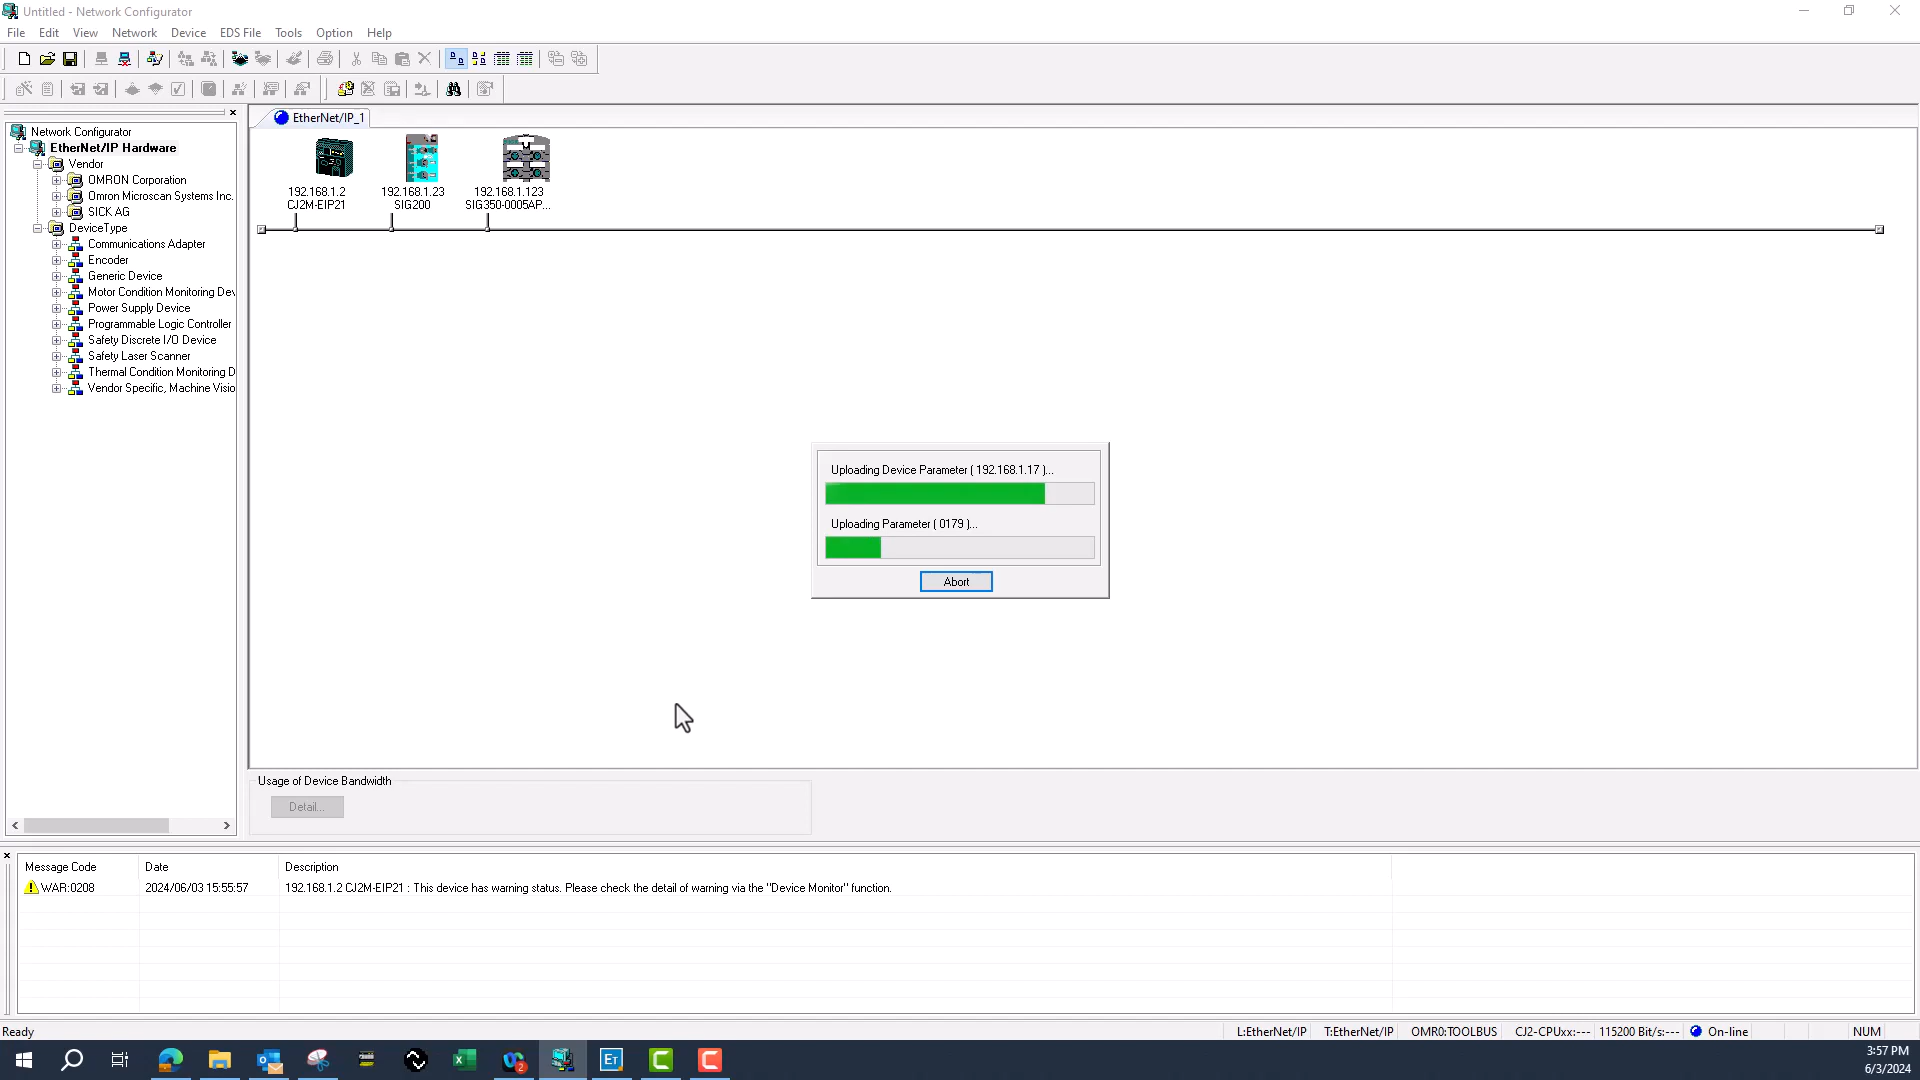 Untitled - Network Configurator
File Edit View Network Device EDS File Tools Option Help
EtherNet/IP_1
Network Configurator
EtherNet/IP Hardware
Vendor
OMRON Corporation
Omron Microscan Systems Inc.
SICK AG
DeviceType
Communications Adapter
Encoder
Generic Device
Motor Condition Monitoring Dev
Power Supply Device
Programmable Logic Controller
Safety Discrete I/O Device
Safety Laser Scanner
Thermal Condition Monitoring D
Vendor Specific, Machine Visio
192.168.1.2 192.168.1.23 192.168.1.123
CJ2M-EIP21 SIG200 SIG350-0005AP...
Uploading Device Parameter ( 192.168.1.17 )...
Uploading Parameter ( 0179 )...
Abort
Usage of Device Bandwidth
Detail...
Message Code Date Description
WAR:0208 2024/06/03 15:55:57 192.168.1.2 CJ2M-EIP21 : This device has warning status. Please check the detail of warning via the "Device Monitor" function.
Ready L:EtherNet/IP T:EtherNet/IP OMR0:TOOLBUS CJ2-CPUxx:--- 115200 Bit/s:--- On-line NUM
2 ET C C
3:57 PM
6/3/2024